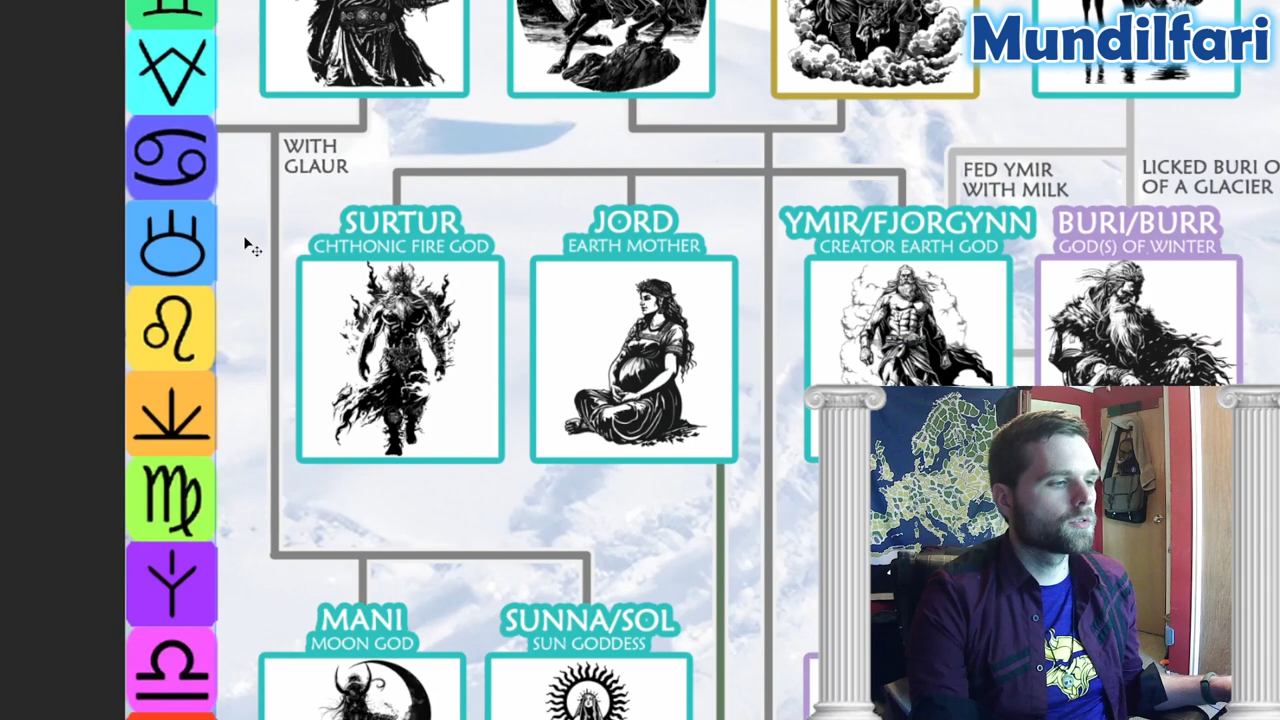 Mundilfari
WITH
GLAUR
FED YMIR
WITH MILK
LICKED BURI O
OF A GLACIER
SURTUR
CHTHONIC FIRE GOD
JORD
EARTH MOTHER
YMIR/FJORGYNN
CREATOR EARTH GOD
BURI/BURR
GOD(S) OF WINTER
MANI
MOON GOD
SUNNA/SOL
SUN GODDESS